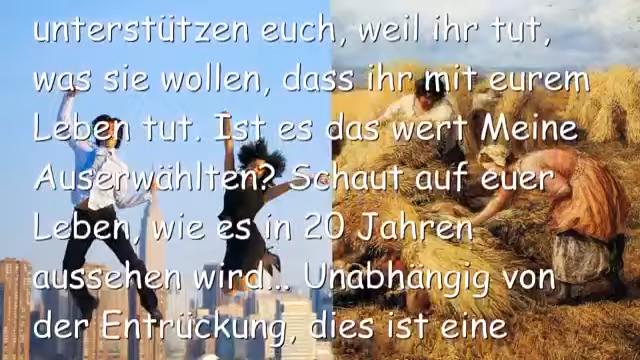 unterstützen euch, weil ihr tut,
was sie wollen, dass ihr mit eurem
Leben tut. Ist es das wert Meine
Auserwählten? Schaut auf euer
Leben, wie es in 20 Jahren
aussehen wird... Unabhängig von
der Entrückung, dies ist eine